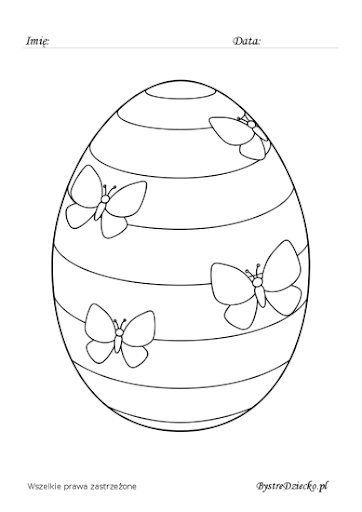 Imię: Data:
Wszelkie prawa zastrzeżone BystreDziecko.pl